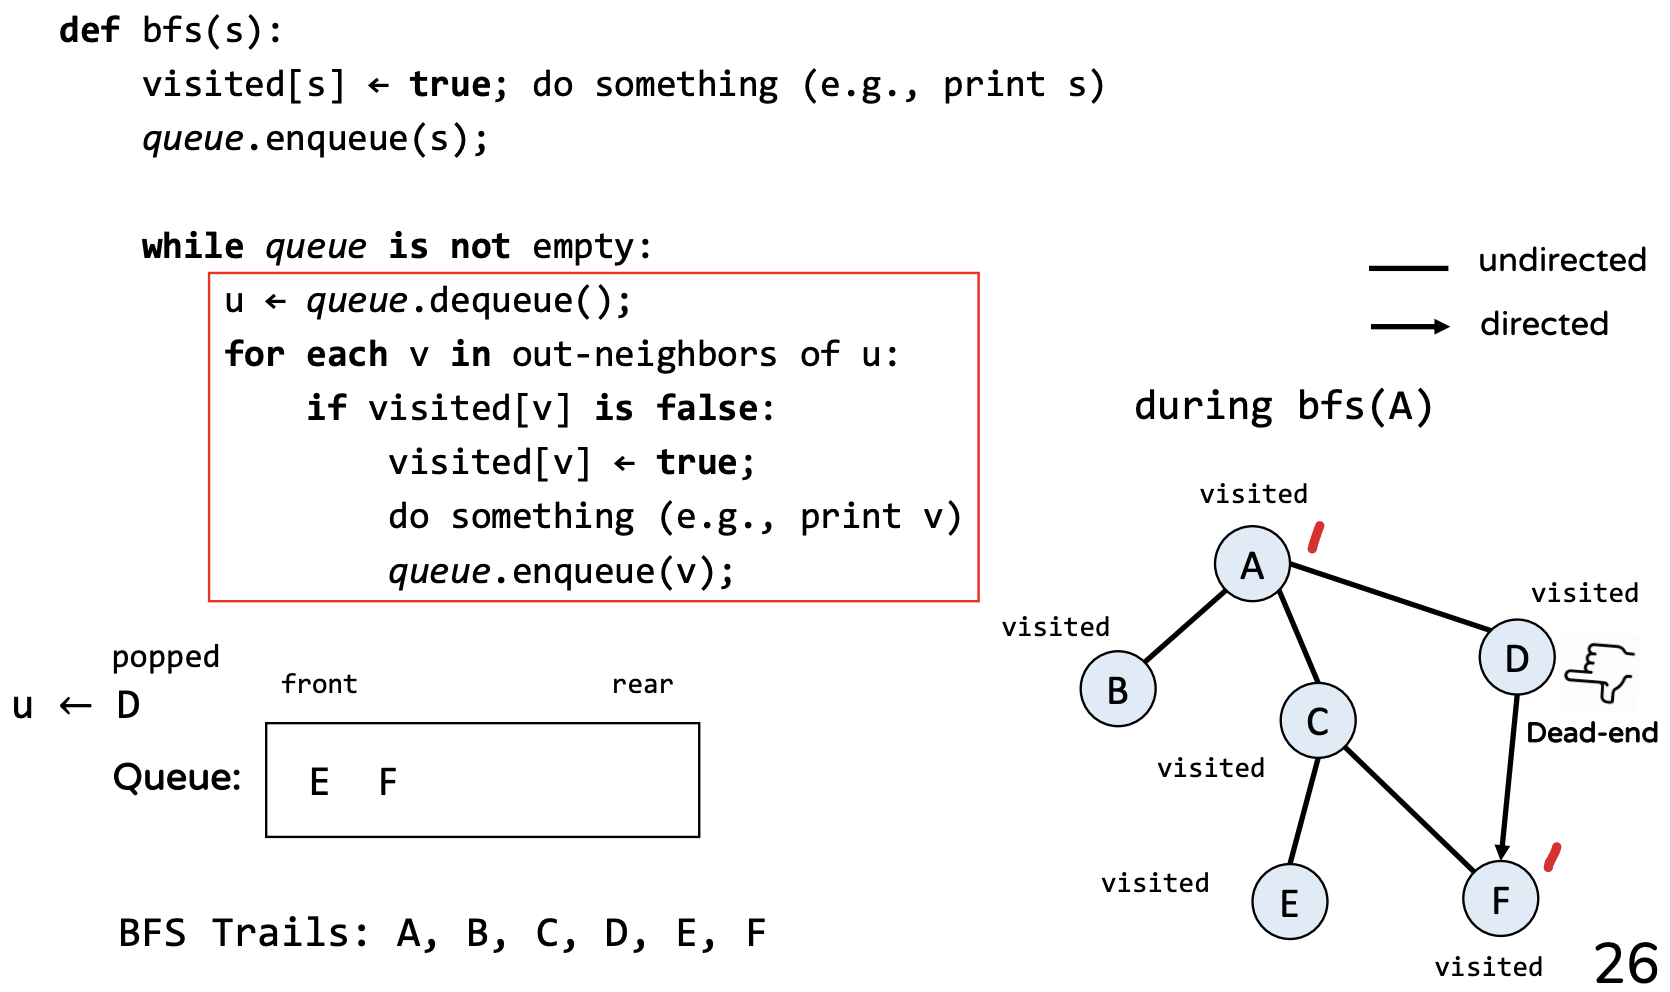 def bfs(s):
visited[s] ← true; do something (e.g., print s)
queue.enqueue(s);
while queue is not empty:
u ← queue.dequeue();
for each v in out-neighbors of u:
if visited[v] is false:
visited[v] ← true;
do something (e.g., print v)
queue.enqueue(v);
undirected
directed
during bfs(A)
visited
A
visited
visited
D
B
C
Dead-end
visited
visited
E
F
visited
popped
u ← D
front rear
Queue: E F
BFS Trails: A, B, C, D, E, F
26